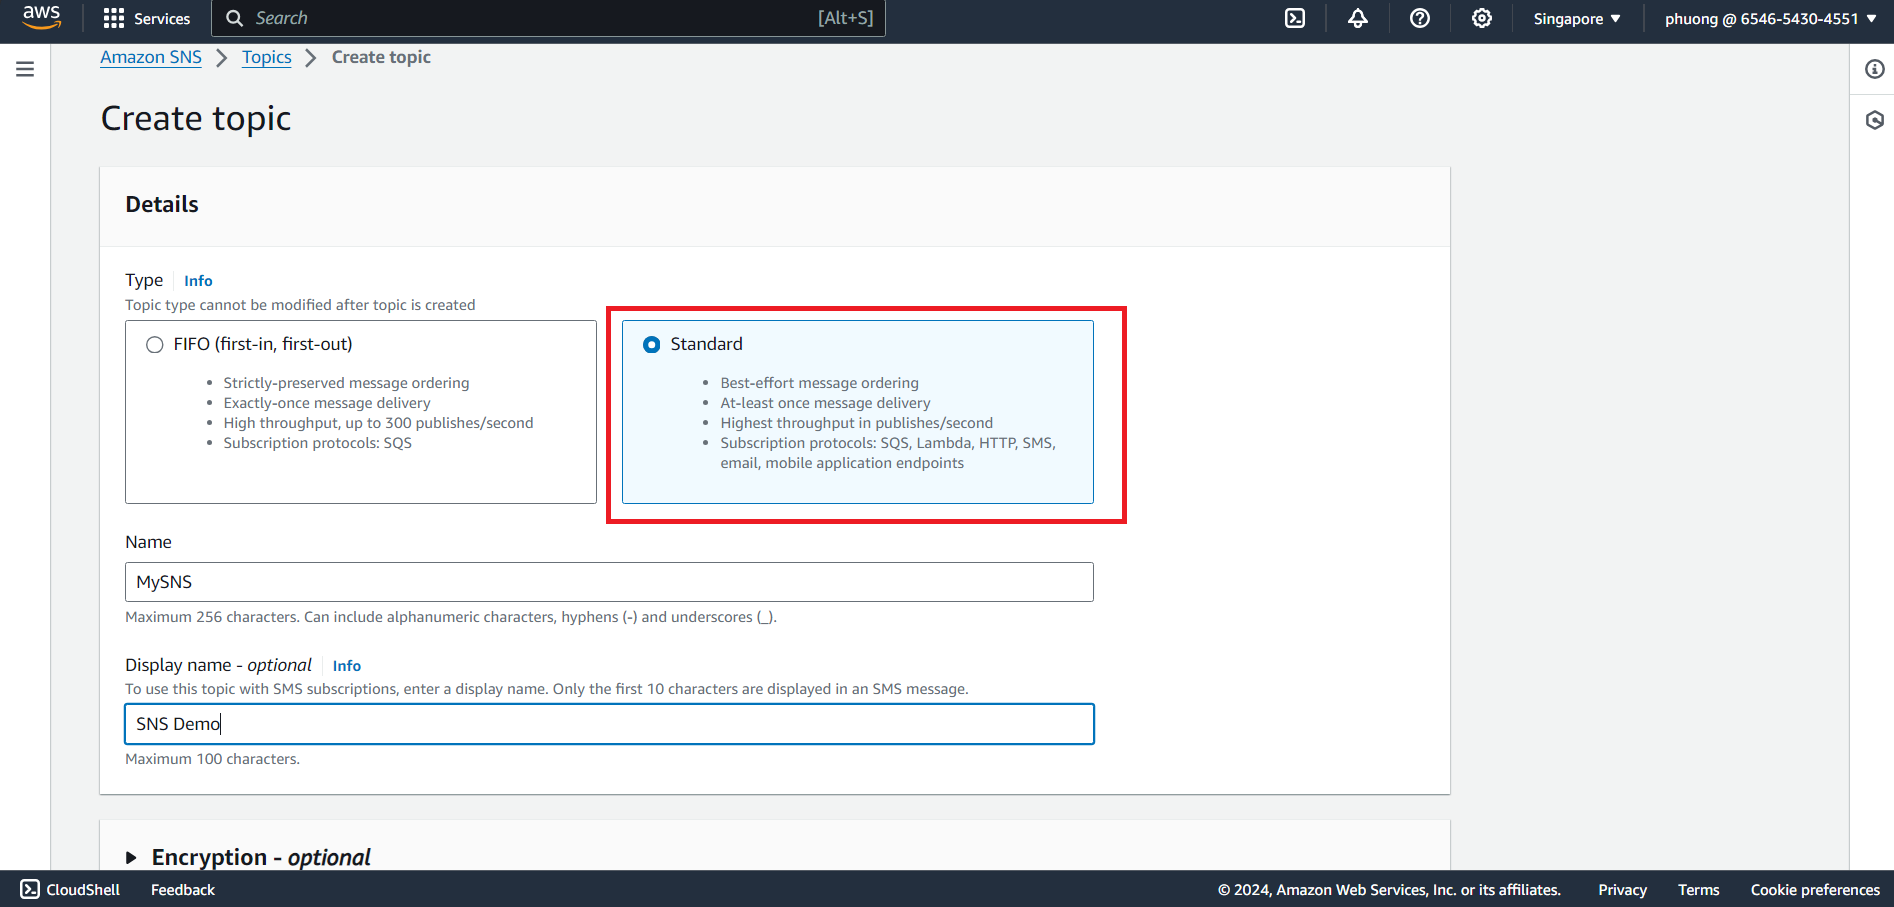 aws Services Search [Alt+S] Singapore phuong @ 6546-5430-4551
Amazon SNS Topics Create topic
Create topic
Details
Type Info
Topic type cannot be modified after topic is created
FIFO (first-in, first-out)
Strictly-preserved message ordering
Exactly-once message delivery
High throughput, up to 300 publishes/second
Subscription protocols: SQS
Standard
Best-effort message ordering
At-least once message delivery
Highest throughput in publishes/second
Subscription protocols: SQS, Lambda, HTTP, SMS,
email, mobile application endpoints
Name
MySNS
Maximum 256 characters. Can include alphanumeric characters, hyphens (-) and underscores (_).
Display name - optional Info
To use this topic with SMS subscriptions, enter a display name. Only the first 10 characters are displayed in an SMS message.
SNS Demo
Maximum 100 characters.
Encryption - optional
CloudShell Feedback © 2024, Amazon Web Services, Inc. or its affiliates. Privacy Terms Cookie preferences